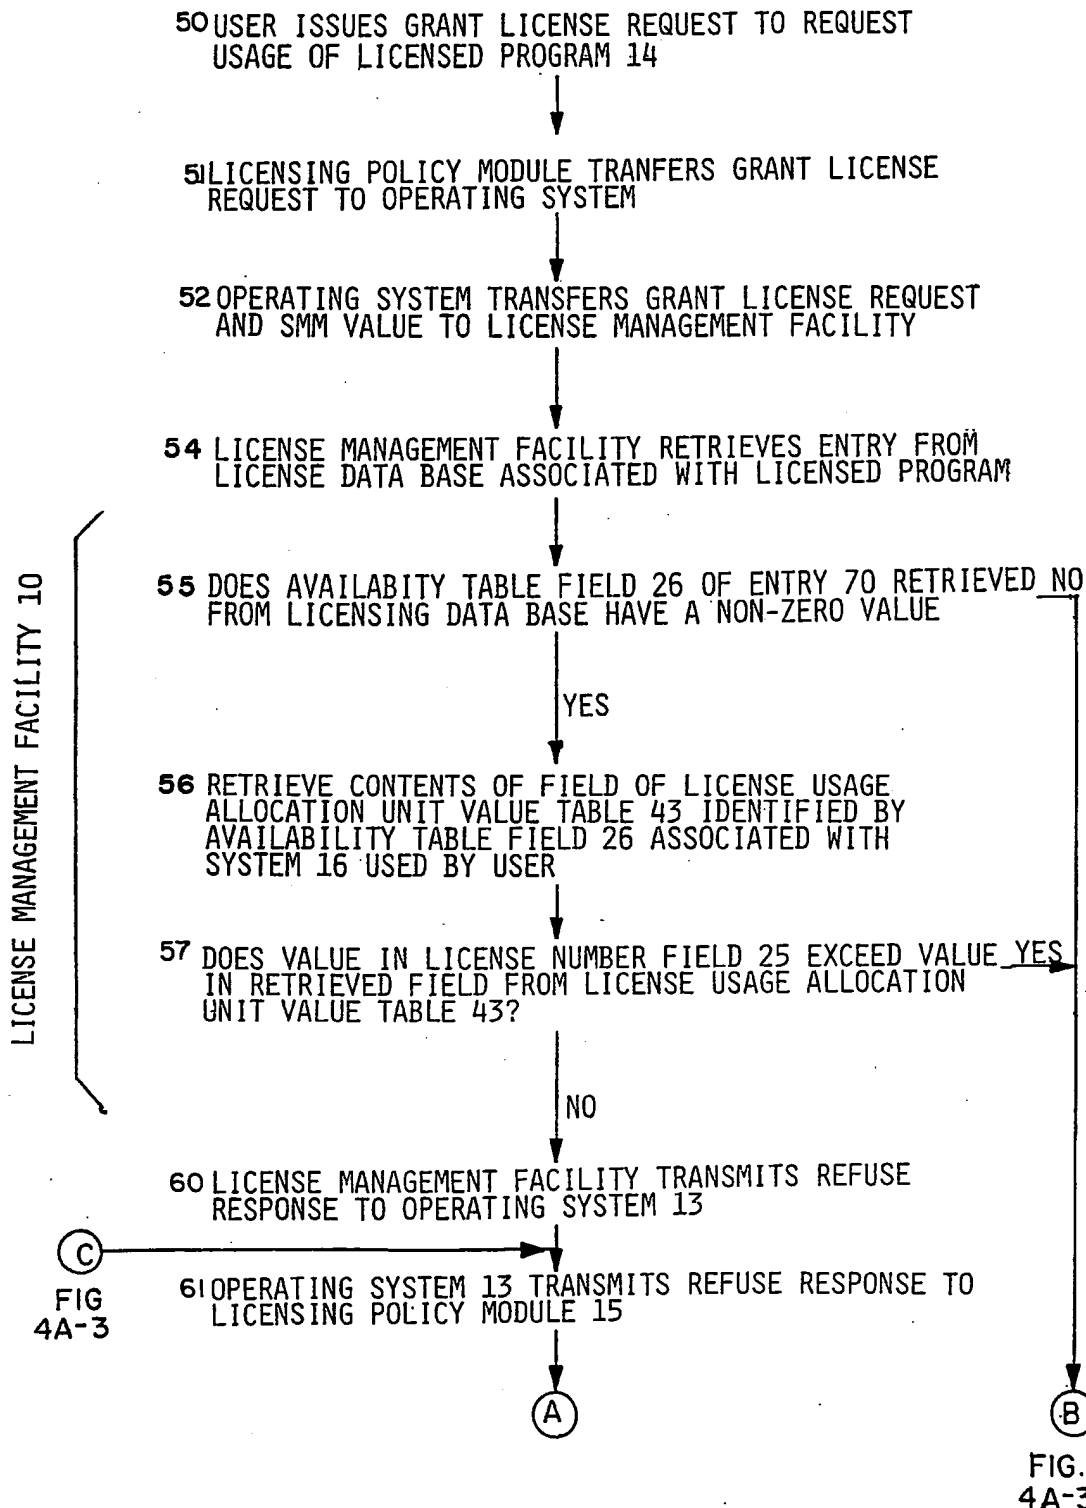 50 USER ISSUES GRANT LICENSE REQUEST TO REQUEST
USAGE OF LICENSED PROGRAM 14
51 LICENSING POLICY MODULE TRANFERS GRANT LICENSE
REQUEST TO OPERATING SYSTEM
52 OPERATING SYSTEM TRANSFERS GRANT LICENSE REQUEST
AND SMM VALUE TO LICENSE MANAGEMENT FACILITY
54 LICENSE MANAGEMENT FACILITY RETRIEVES ENTRY FROM
LICENSE DATA BASE ASSOCIATED WITH LICENSED PROGRAM
LICENSE MANAGEMENT FACILITY 10
55 DOES AVAILABITY TABLE FIELD 26 OF ENTRY 70 RETRIEVED NO
FROM LICENSING DATA BASE HAVE A NON-ZERO VALUE
YES
56 RETRIEVE CONTENTS OF FIELD OF LICENSE USAGE
ALLOCATION UNIT VALUE TABLE 43 IDENTIFIED BY
AVAILABILITY TABLE FIELD 26 ASSOCIATED WITH
SYSTEM 16 USED BY USER
57 DOES VALUE IN LICENSE NUMBER FIELD 25 EXCEED VALUE YES
IN RETRIEVED FIELD FROM LICENSE USAGE ALLOCATION
UNIT VALUE TABLE 43?
NO
60 LICENSE MANAGEMENT FACILITY TRANSMITS REFUSE
RESPONSE TO OPERATING SYSTEM 13
C
FIG
4A-3
61 OPERATING SYSTEM 13 TRANSMITS REFUSE RESPONSE TO
LICENSING POLICY MODULE 15
A
B
FIG.
4A-3